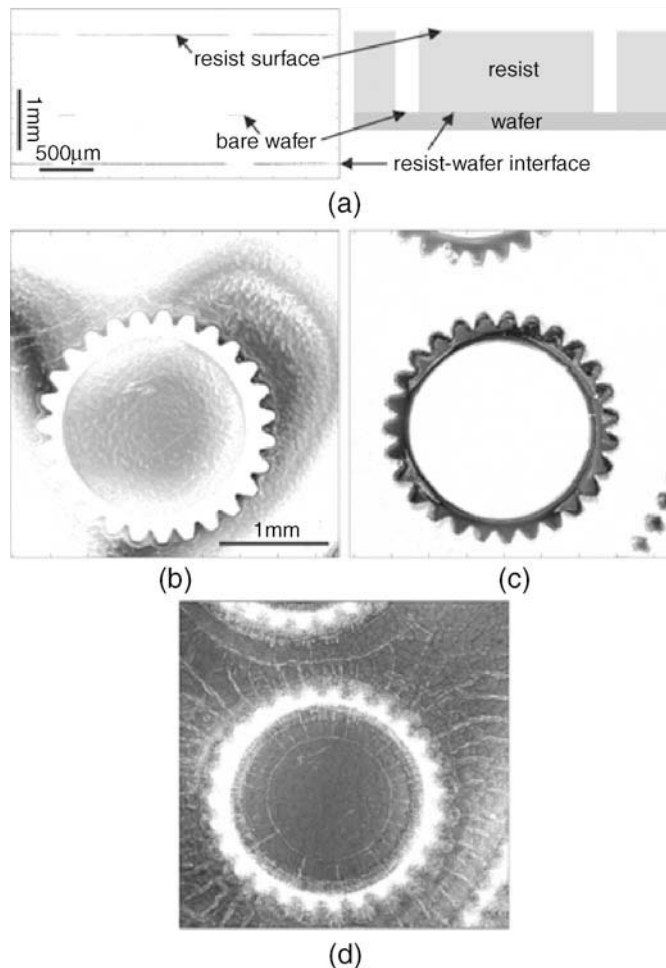 resist surface
resist
1mm
bare wafer
wafer
500µm
resist-wafer interface
(a)
1mm
(b)
(c)
(d)